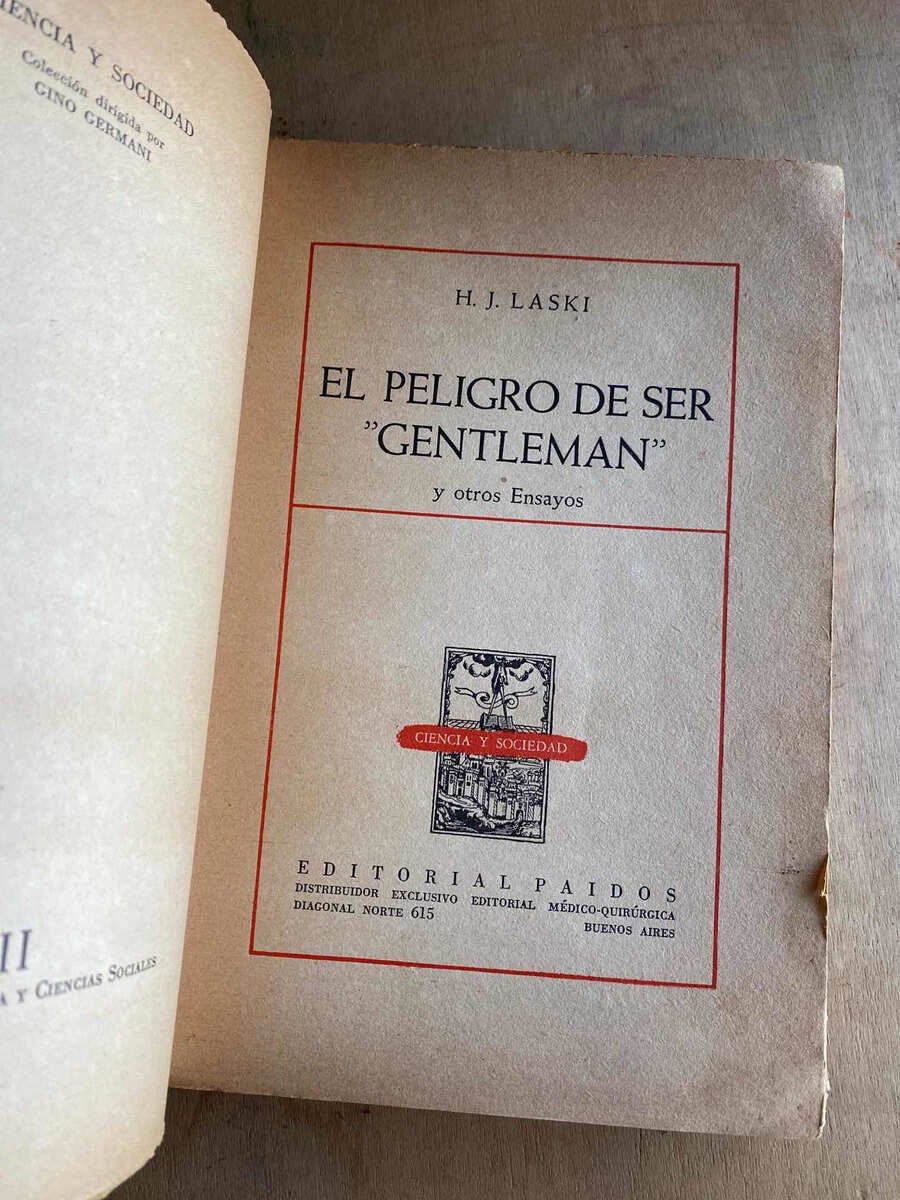 Y SOCIEDAD
Colección dirigida por
GINO GERMANI
II
Y CIENCIAS SOCIALES
H. J. LASKI
EL PELIGRO DE SER
”GENTLEMAN”
y otros Ensayos
CIENCIA Y SOCIEDAD
EDITORIAL PAIDOS
DISTRIBUIDOR EXCLUSIVO EDITORIAL MÉDICO-QUIRÚRGICA
DIAGONAL NORTE 615
BUENOS AIRES